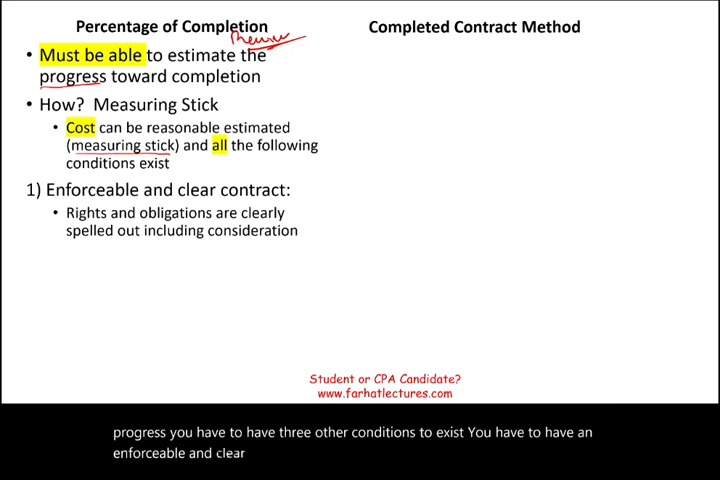 Percentage of Completion
Completed Contract Method
• Must be able to estimate the
progress toward completion
• How? Measuring Stick
• Cost can be reasonable estimated
(measuring stick) and all the following
conditions exist
1) Enforceable and clear contract:
• Rights and obligations are clearly
spelled out including consideration
Student or CPA Candidate?
www.farhatlectures.com
progress you have to have three other conditions to exist You have to have an
enforceable and clear